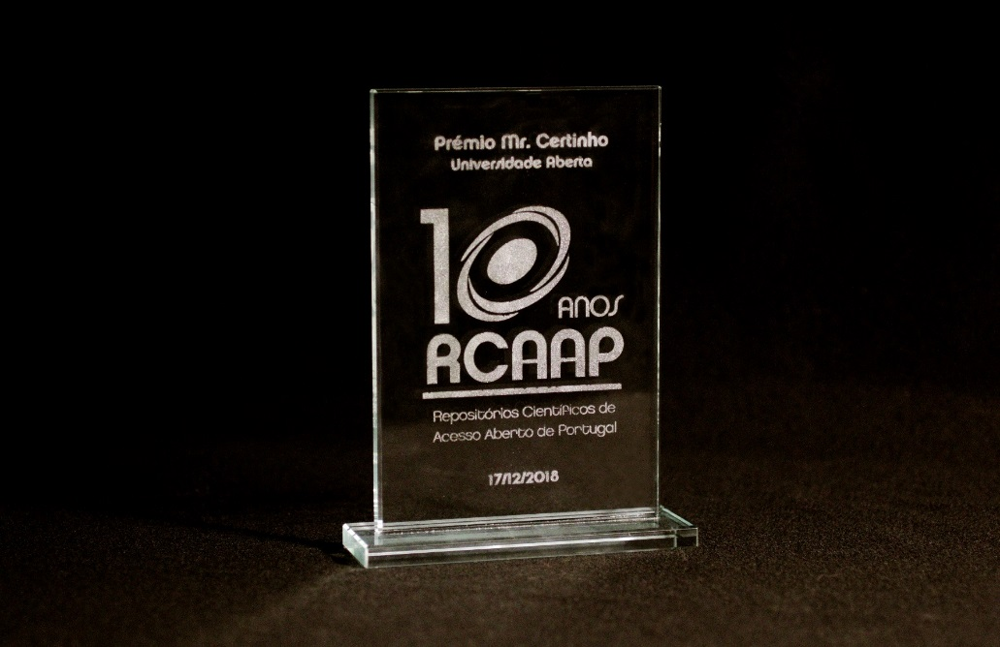 Prémio Mr. Certinho
Universidade Aberta
10 ANOS
RCAAP
Repositórios Científicos de
Acesso Aberto de Portugal
17/12/2018